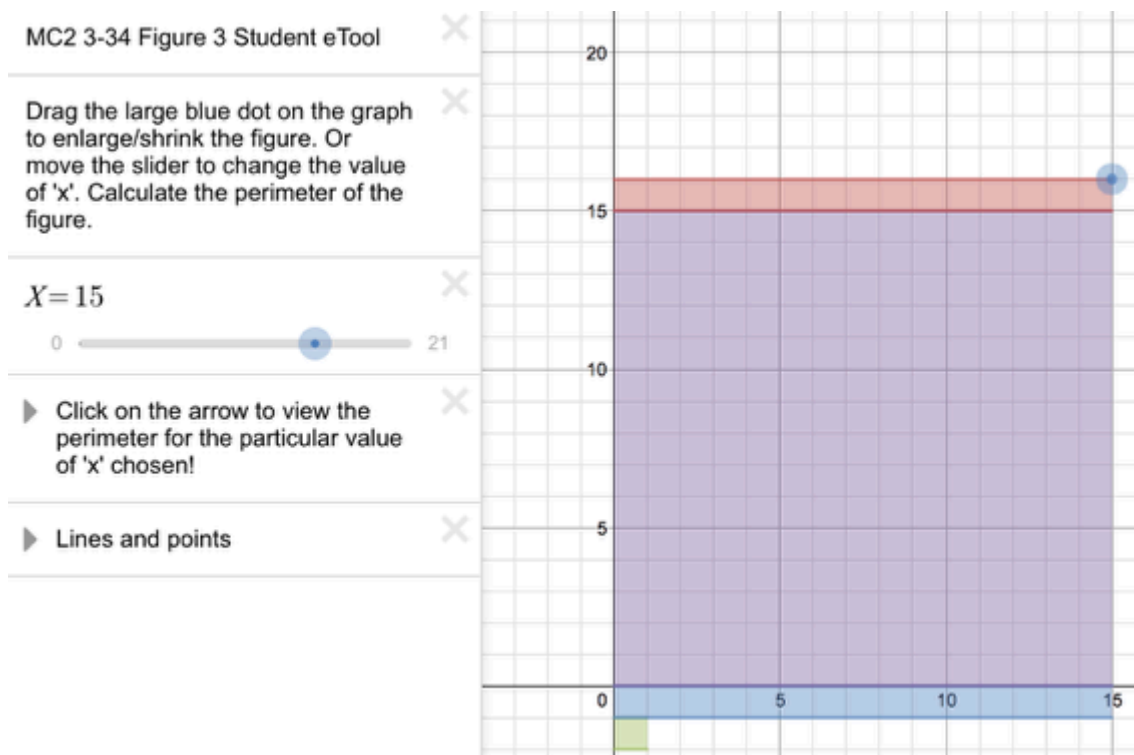 MC2 3-34 Figure 3 Student eTool
Drag the large blue dot on the graph
to enlarge/shrink the figure. Or
move the slider to change the value
of 'x'. Calculate the perimeter of the
figure.
X=15
0 21
Click on the arrow to view the
perimeter for the particular value
of 'x' chosen!
Lines and points
20
15
10
5
0 5 10 15